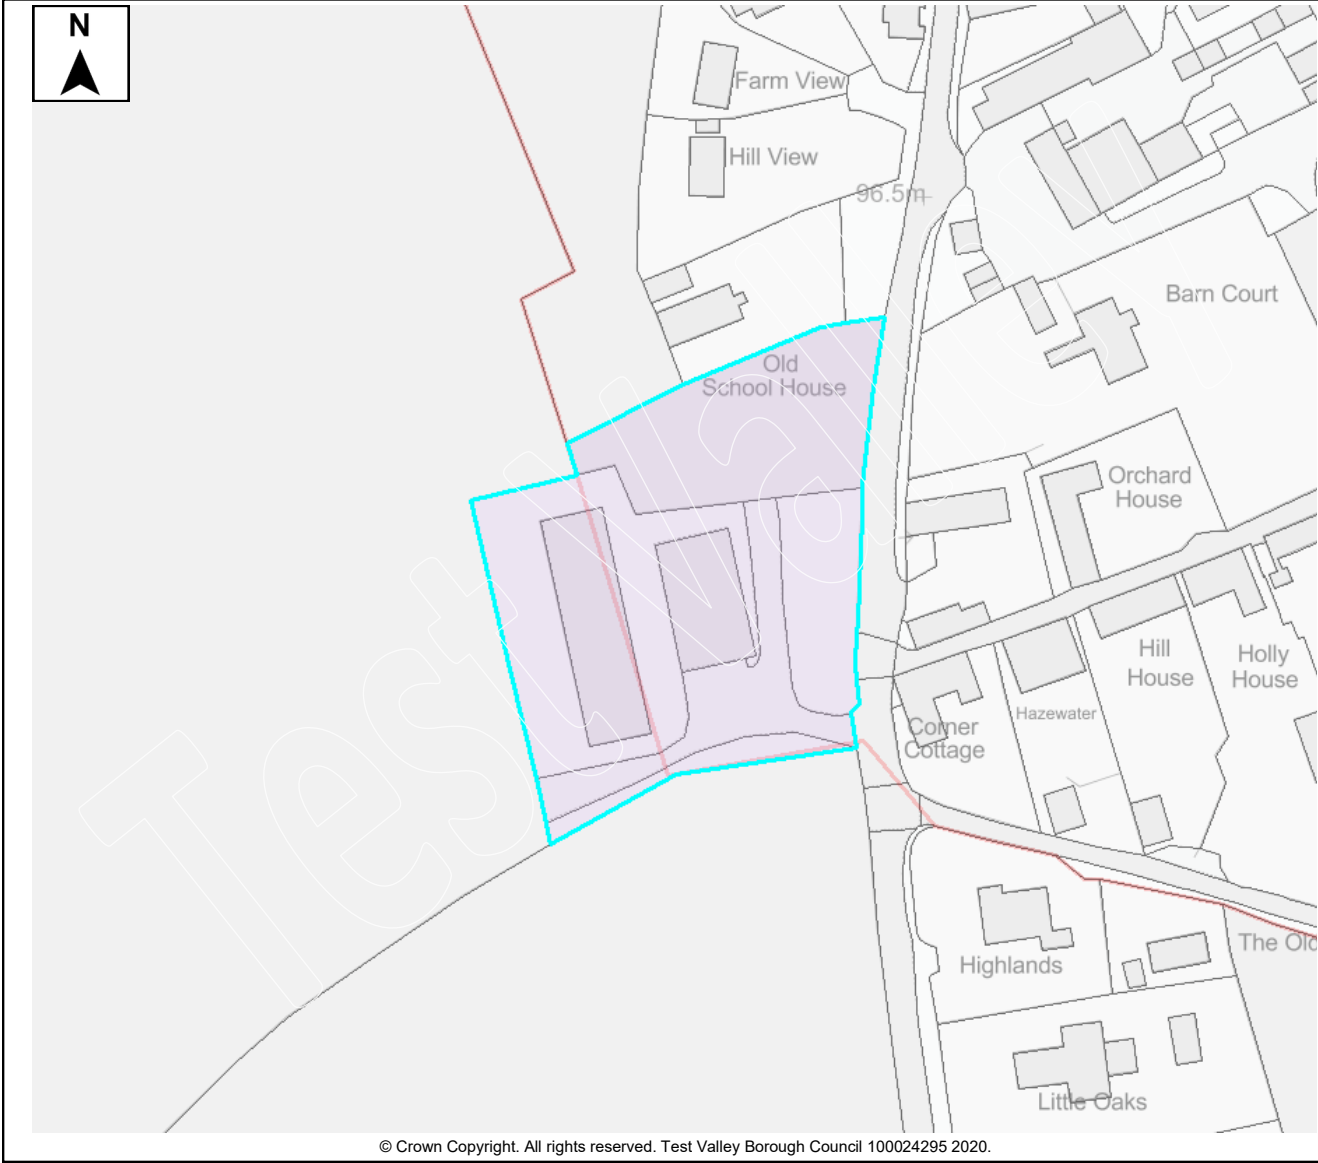 N
Farm View
Hill View
96.5m
Barn Court
Old
School House
Orchard
House
Hill
House
Holly
House
Hazewater
Corner
Cottage
The Old
Highlands
Little Oaks
Test Valley
© Crown Copyright. All rights reserved. Test Valley Borough Council 100024295 2020.